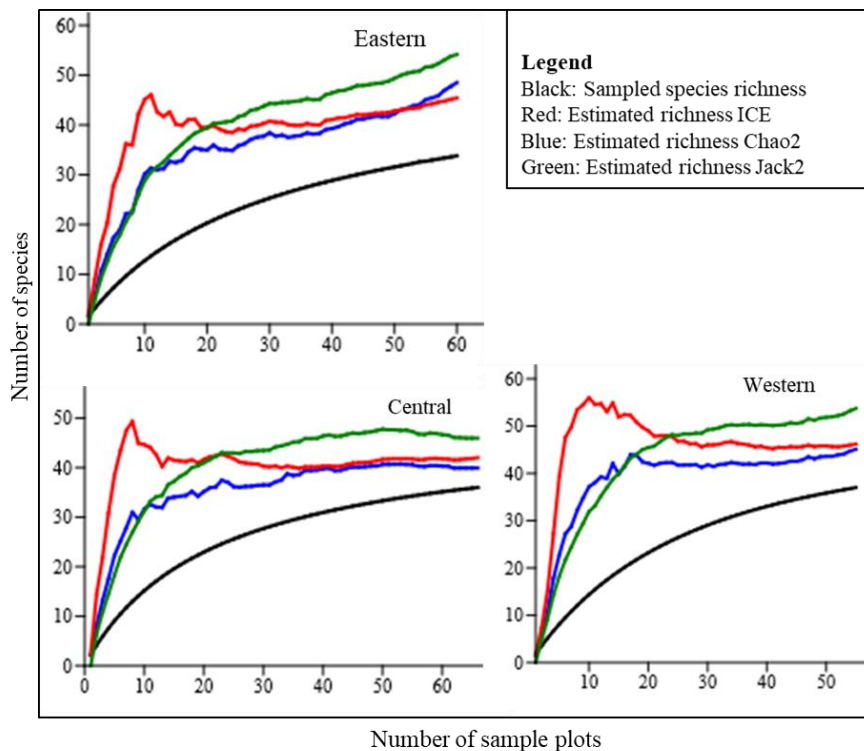 Eastern
60
50
40
30
20
10
0
10 20 30 40 50 60
Legend
Black: Sampled species richness
Red: Estimated richness ICE
Blue: Estimated richness Chao2
Green: Estimated richness Jack2
Number of species
Central
50
40
30
20
10
0
0 10 20 30 40 50 60
Western
60
50
40
30
20
10
0
10 20 30 40 50
Number of sample plots